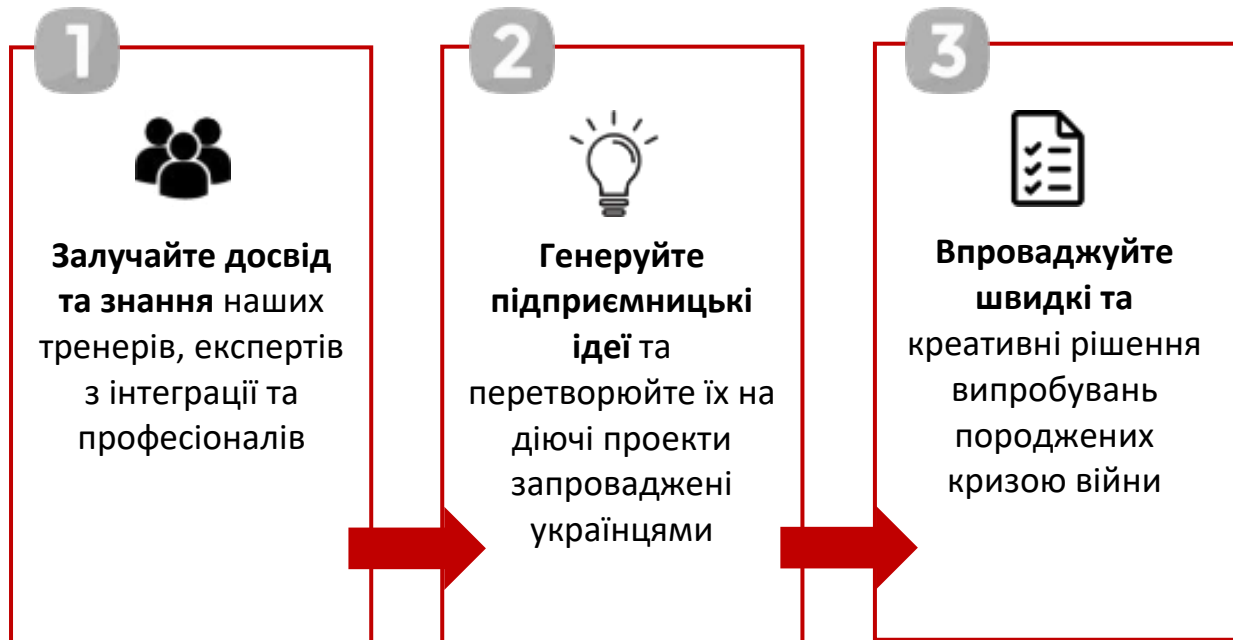 1
Залучайте досвід
та знання наших
тренерів, експертів
з інтеграції та
професіоналів
2
Генеруйте
підприємницькі
ідеї та
перетворюйте їх на
діючі проекти
запроваджені
українцями
3
Впроваджуйте
швидкі та
креативні рішення
випробувань
породжених
кризою війни